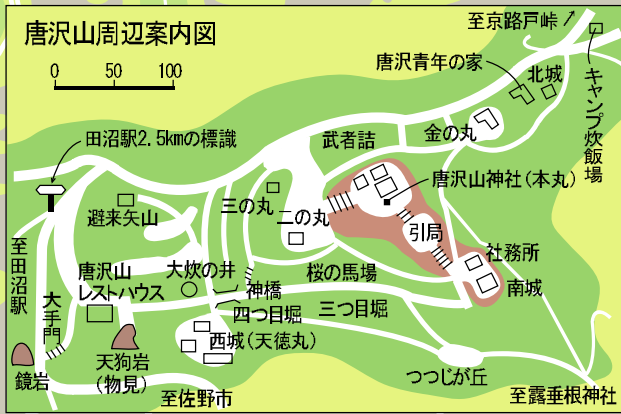 唐沢山周辺案内図
0 50 100
至京路戸峠
唐沢青年の家
北城
キャンプ炊飯場
田沼駅2.5kmの標識
武者詰
金の丸
唐沢山神社(本丸)
避来矢山
三の丸
二の丸
引局
社務所
南城
至田沼駅
大手門
唐沢山
レストハウス
大炊の井
神橋
桜の馬場
四つ目堀
三つ目堀
西城(天徳丸)
鏡岩
天狗岩
(物見)
つつじが丘
至佐野市
至露垂根神社